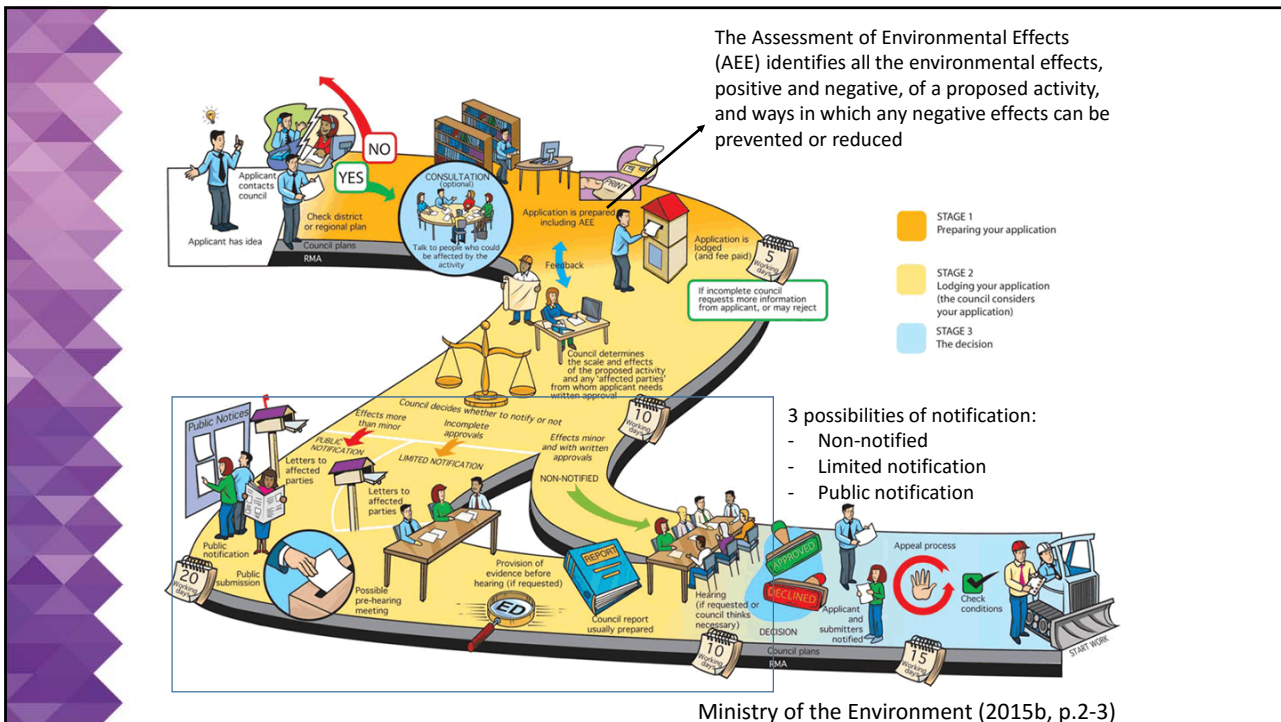 The Assessment of Environmental Effects
(AEE) identifies all the environmental effects,
positive and negative, of a proposed activity,
and ways in which any negative effects can be
prevented or reduced
NO
YES
Applicant
contacts
council
Applicant has idea
Check district
or regional plan
Council plans
RMA
CONSULTATION
(optional)
Talk to people who could
be affected by the
activity
PRINT
Application is prepared
including AEE
Feedback
Application is
lodged
(and fee paid)
5
Working
days
If incomplete council
requests more information
from applicant, or may reject
STAGE 1
Preparing your application
STAGE 2
Lodging your application
(the council considers
your application)
STAGE 3
The decision
Council determines
the scale and effects
of the proposed activity
and any 'affected parties'
from whom applicant needs
written approval
10
Working
days
Council decides whether to notify or not
Effects more
than minor
PUBLIC
NOTIFICATION
Incomplete
approvals
LIMITED NOTIFICATION
Effects minor
and with written
approvals
NON-NOTIFIED
3 possibilities of notification:
- Non-notified
- Limited notification
- Public notification
Public Notices
Letters to
affected
parties
Letters to
affected
parties
Public
notification
20
Working
days
Public
submission
Possible
pre-hearing
meeting
Provision of
evidence before
hearing (if requested)
ED
REPORT
Council report
usually prepared
Hearing
(if requested or
council thinks
necessary)
10
Working
days
APPROVED
DECLINED
DECISION
Council plans
RMA
Applicant
and
submitters
notified
Appeal process
15
Working
days
Check
conditions
START WORK
Ministry of the Environment (2015b, p.2-3)